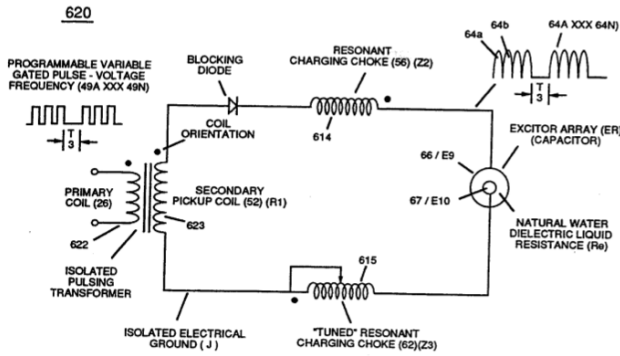 620
PROGRAMMABLE VARIABLE
GATED PULSE - VOLTAGE
FREQUENCY (49A XXX 49N)
T
3
BLOCKING
DIODE
COIL
ORIENTATION
RESONANT
CHARGING CHOKE (56) (Z2)
614
64a
64b
64A XXX 64N)
T
3
EXCITOR ARRAY (ER)
(CAPACITOR)
66 / E9
67 / E10
NATURAL WATER
DIELECTRIC LIQUID
RESISTANCE (Re)
PRIMARY
COIL (26)
622
SECONDARY
PICKUP COIL (52) (R1)
623
ISOLATED
PULSING
TRANSFORMER
615
ISOLATED ELECTRICAL
GROUND ( J )
"TUNED" RESONANT
CHARGING CHOKE (62)(Z3)